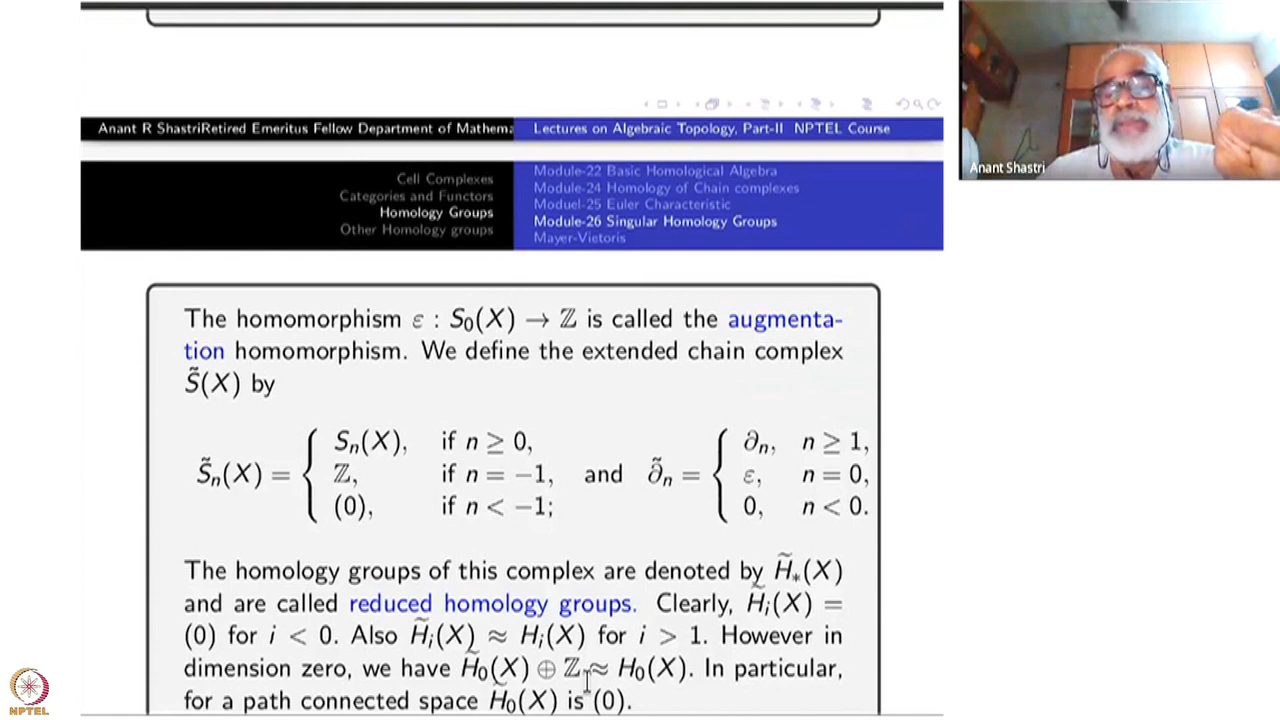 Anant R ShastriRetired Emeritus Fellow Department of Mathema
Lectures on Algebraic Topology, Part-II NPTEL Course
Cell Complexes
Categories and Functors
Homology Groups
Other Homology groups
Module-22 Basic Homological Algebra
Module-24 Homology of Chain complexes
Moduel-25 Euler Characteristic
Module-26 Singular Homology Groups
Mayer-Vietoris
Anant Shastri
The homomorphism ε : S₀(X) → ℤ is called the augmenta-
tion homomorphism. We define the extended chain complex
S̃(X) by
S̃ₙ(X) = { Sₙ(X), if n ≥ 0, ℤ, if n = −1, (0), if n < −1; and ∂̃ₙ = { ∂ₙ, n ≥ 1, ε, n = 0, 0, n < 0.
The homology groups of this complex are denoted by H̃₊(X)
and are called reduced homology groups. Clearly, H̃ᵢ(X) =
(0) for i < 0. Also H̃ᵢ(X) ≈ Hᵢ(X) for i > 1. However in
dimension zero, we have H̃₀(X) ⊕ ℤ ≈ H₀(X). In particular,
for a path connected space H̃₀(X) is (0).
NPTEL